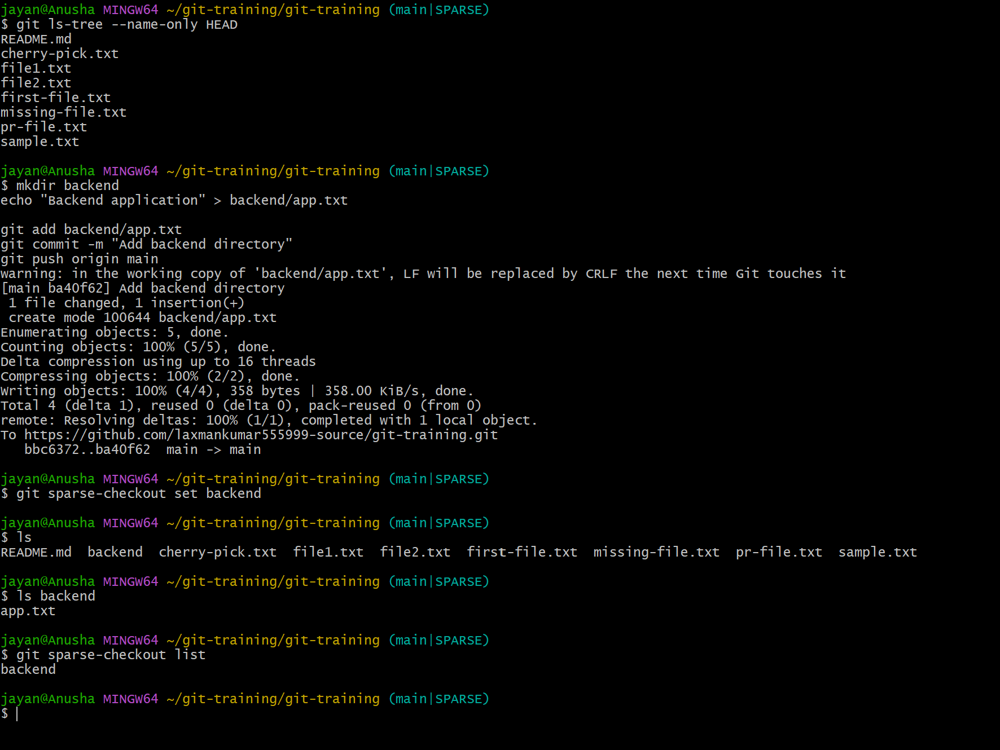 jayan@Anusha MINGW64 ~/git-training/git-training (main|SPARSE)
$ git ls-tree --name-only HEAD
README.md
cherry-pick.txt
file1.txt
file2.txt
first-file.txt
missing-file.txt
pr-file.txt
sample.txt

jayan@Anusha MINGW64 ~/git-training/git-training (main|SPARSE)
$ mkdir backend
echo "Backend application" > backend/app.txt

git add backend/app.txt
git commit -m "Add backend directory"
git push origin main
warning: in the working copy of 'backend/app.txt', LF will be replaced by CRLF the next time Git touches it
[main ba40f62] Add backend directory
 1 file changed, 1 insertion(+)
 create mode 100644 backend/app.txt
Enumerating objects: 5, done.
Counting objects: 100% (5/5), done.
Delta compression using up to 16 threads
Compressing objects: 100% (2/2), done.
Writing objects: 100% (4/4), 358 bytes | 358.00 KiB/s, done.
Total 4 (delta 1), reused 0 (delta 0), pack-reused 0 (from 0)
remote: Resolving deltas: 100% (1/1), completed with 1 local object.
To https://github.com/laxmankumar555999-source/git-training.git
   bbc6372..ba40f62  main -> main

jayan@Anusha MINGW64 ~/git-training/git-training (main|SPARSE)
$ git sparse-checkout set backend

jayan@Anusha MINGW64 ~/git-training/git-training (main|SPARSE)
$ ls
README.md  backend  cherry-pick.txt  file1.txt  file2.txt  first-file.txt  missing-file.txt  pr-file.txt  sample.txt

jayan@Anusha MINGW64 ~/git-training/git-training (main|SPARSE)
$ ls backend
app.txt

jayan@Anusha MINGW64 ~/git-training/git-training (main|SPARSE)
$ git sparse-checkout list
backend

jayan@Anusha MINGW64 ~/git-training/git-training (main|SPARSE)
$